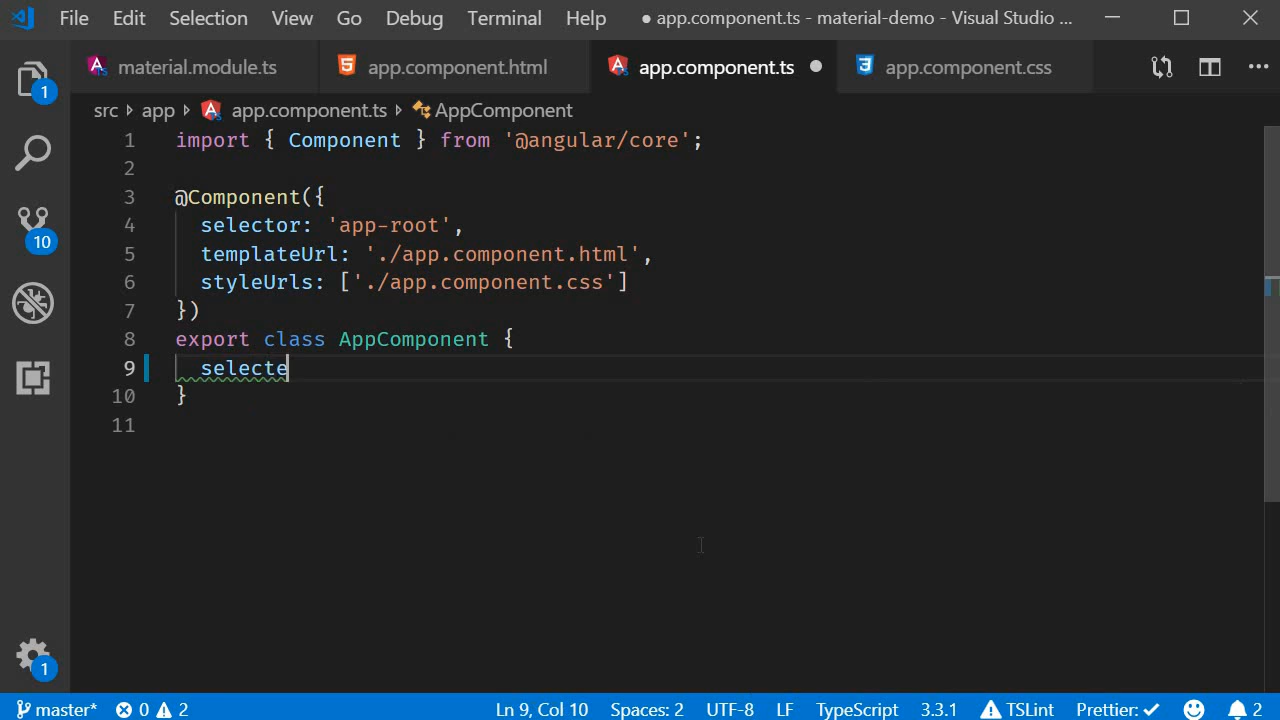 File Edit Selection View Go Debug Terminal Help ● app.component.ts - material-demo - Visual Studio ...
material.module.ts app.component.html app.component.ts ● app.component.css
src > app > app.component.ts > AppComponent
1 import { Component } from '@angular/core';
2
3 @Component({
4 selector: 'app-root',
5 templateUrl: './app.component.html',
6 styleUrls: ['./app.component.css']
7 })
8 export class AppComponent {
9 selecte
10 }
11
1
10
1
master* 0 2 Ln 9, Col 10 Spaces: 2 UTF-8 LF TypeScript 3.3.1 TSLint Prettier: ✓ 2